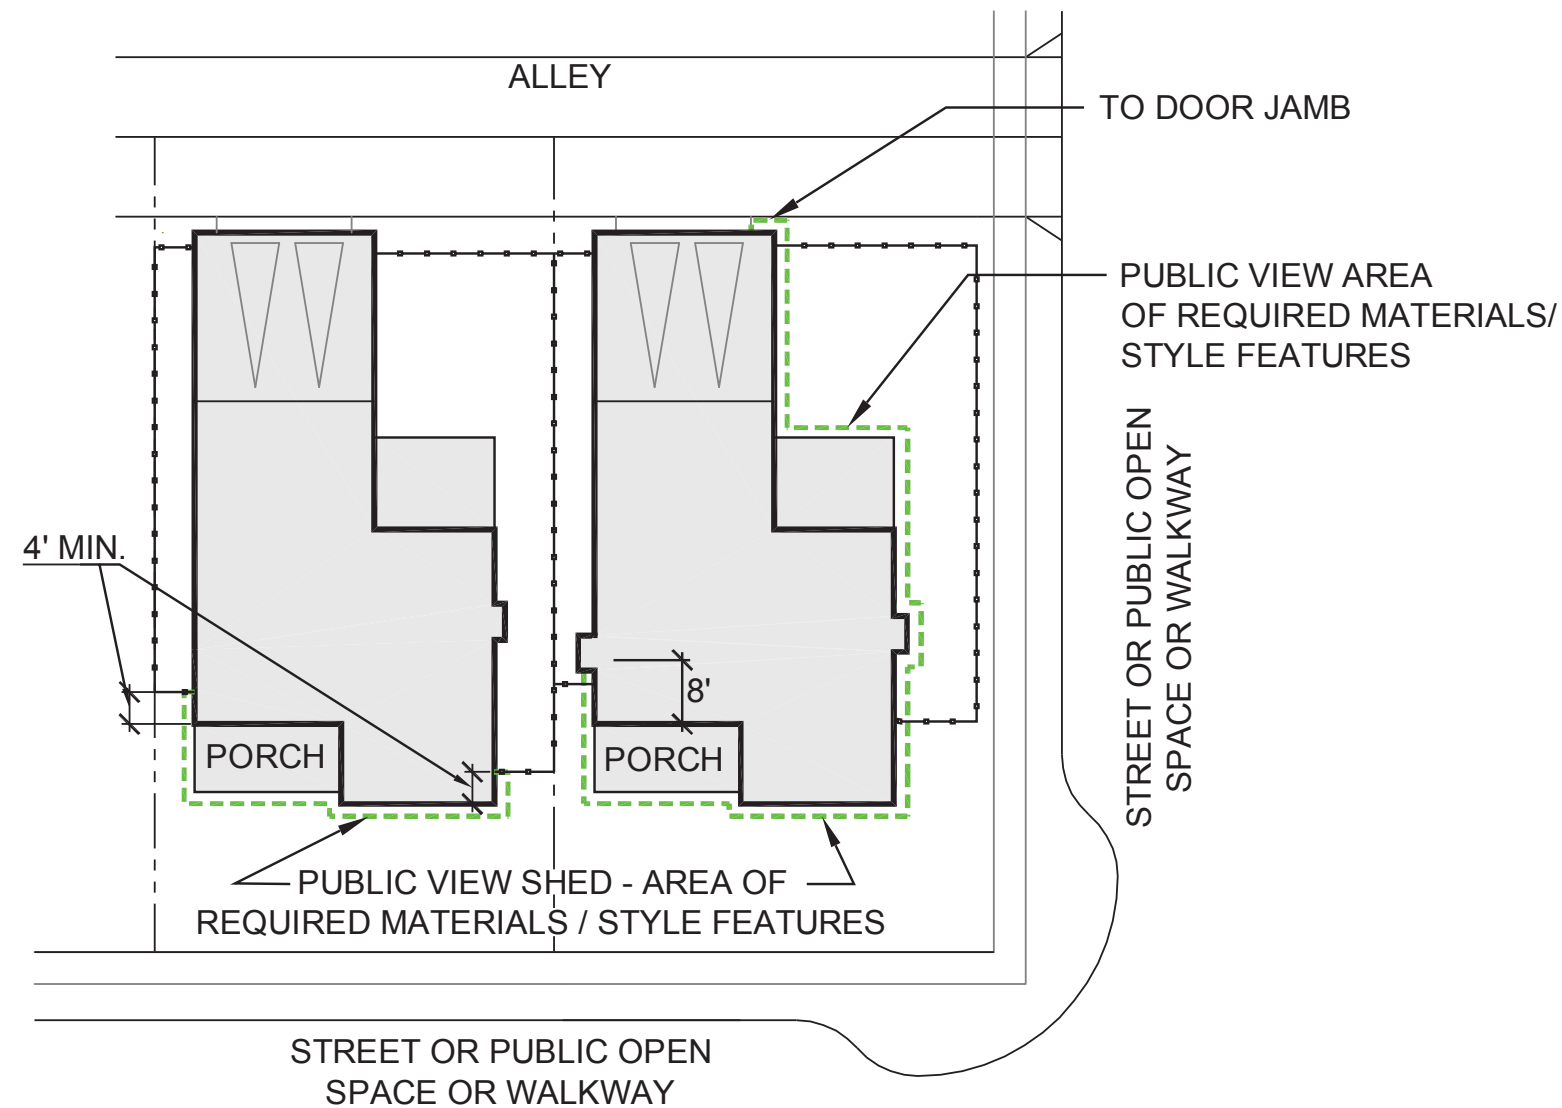 ALLEY
TO DOOR JAMB
PUBLIC VIEW AREA
OF REQUIRED MATERIALS/
STYLE FEATURES
STREET OR PUBLIC OPEN
SPACE OR WALKWAY
4' MIN.
8'
PORCH
PORCH
PUBLIC VIEW SHED - AREA OF
REQUIRED MATERIALS / STYLE FEATURES
STREET OR PUBLIC OPEN
SPACE OR WALKWAY